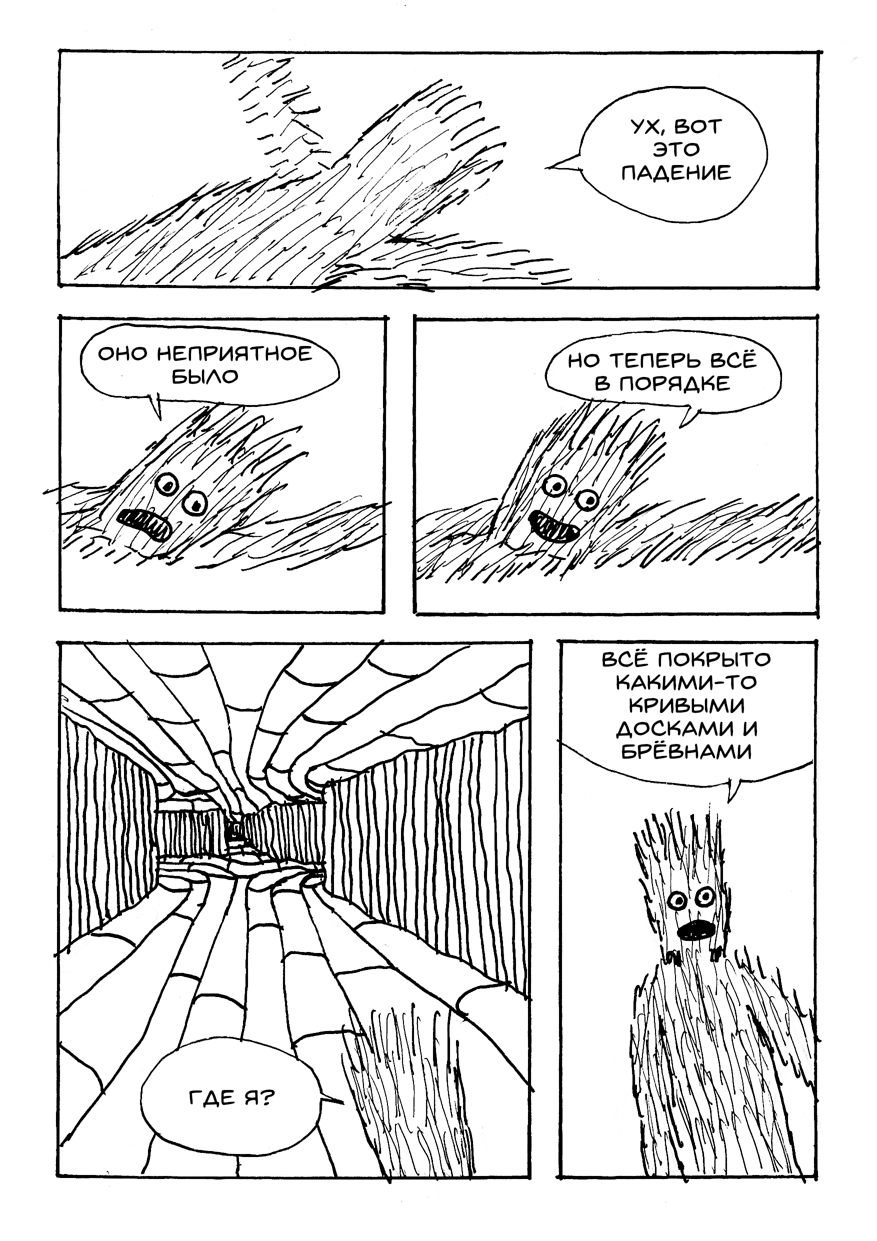 УХ, ВОТ
ЭТО
ПАДЕНИЕ
ОНО НЕПРИЯТНОЕ
БЫЛО
НО ТЕПЕРЬ ВСЁ
В ПОРЯДКЕ
ГДЕ Я?
ВСЁ ПОКРЫТО
КАКИМИ-ТО
КРИВЫМИ
ДОСКАМИ И
БРЁВНАМИ